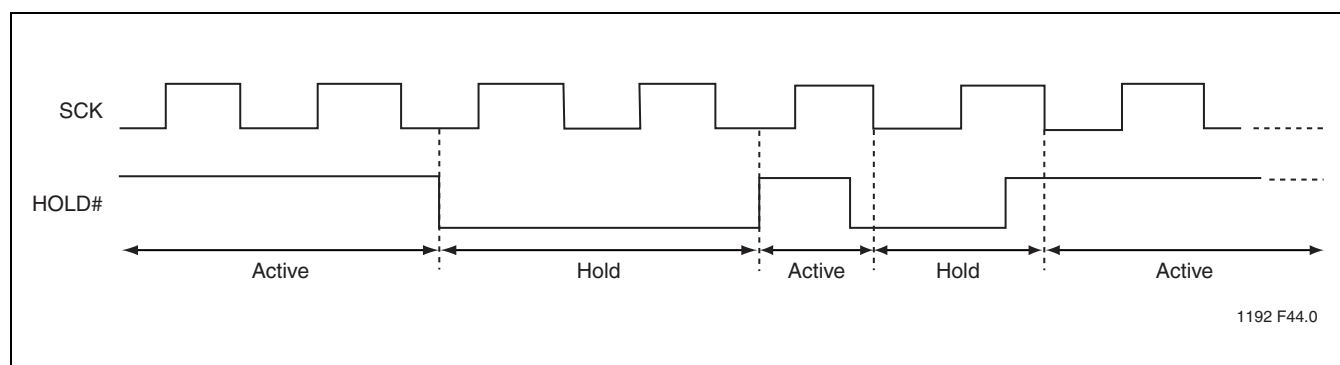 SCK
HOLD#
Active Hold Active Hold Active
1192 F44.0